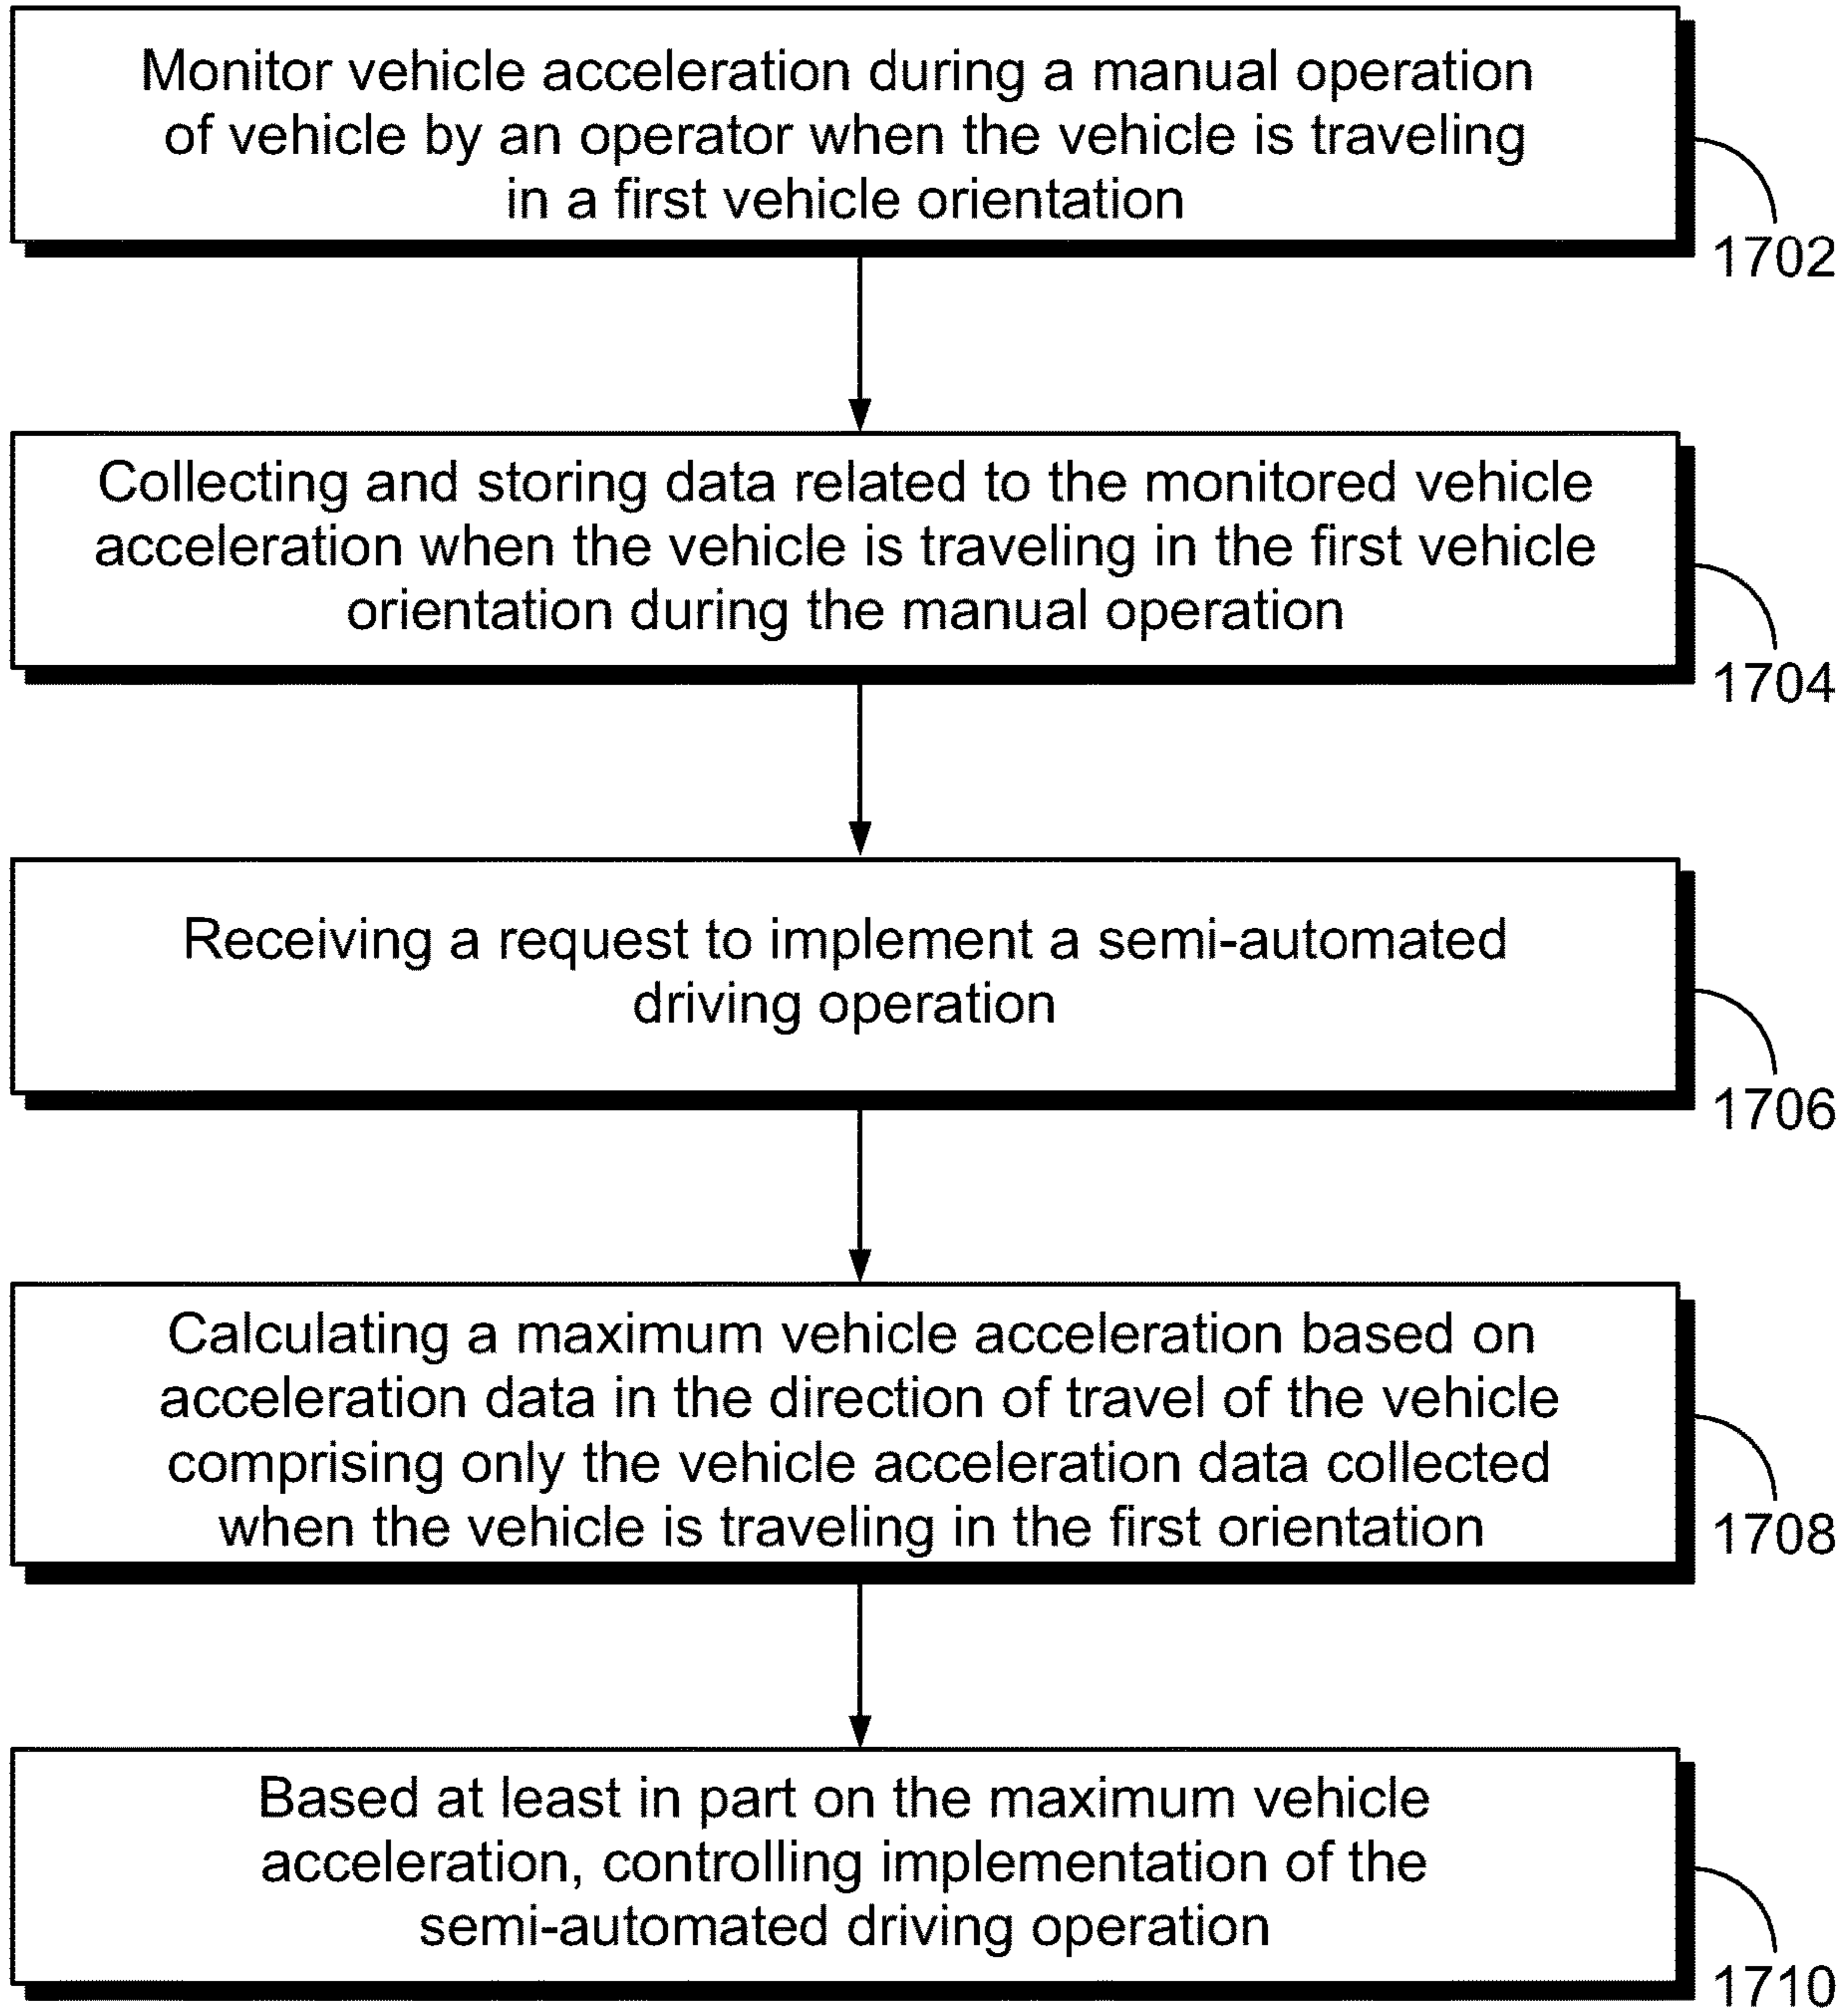 Monitor vehicle acceleration during a manual operation
of vehicle by an operator when the vehicle is traveling
in a first vehicle orientation
1702
Collecting and storing data related to the monitored vehicle
acceleration when the vehicle is traveling in the first vehicle
orientation during the manual operation
1704
Receiving a request to implement a semi-automated
driving operation
1706
Calculating a maximum vehicle acceleration based on
acceleration data in the direction of travel of the vehicle
comprising only the vehicle acceleration data collected
when the vehicle is traveling in the first orientation
1708
Based at least in part on the maximum vehicle
acceleration, controlling implementation of the
semi-automated driving operation
1710